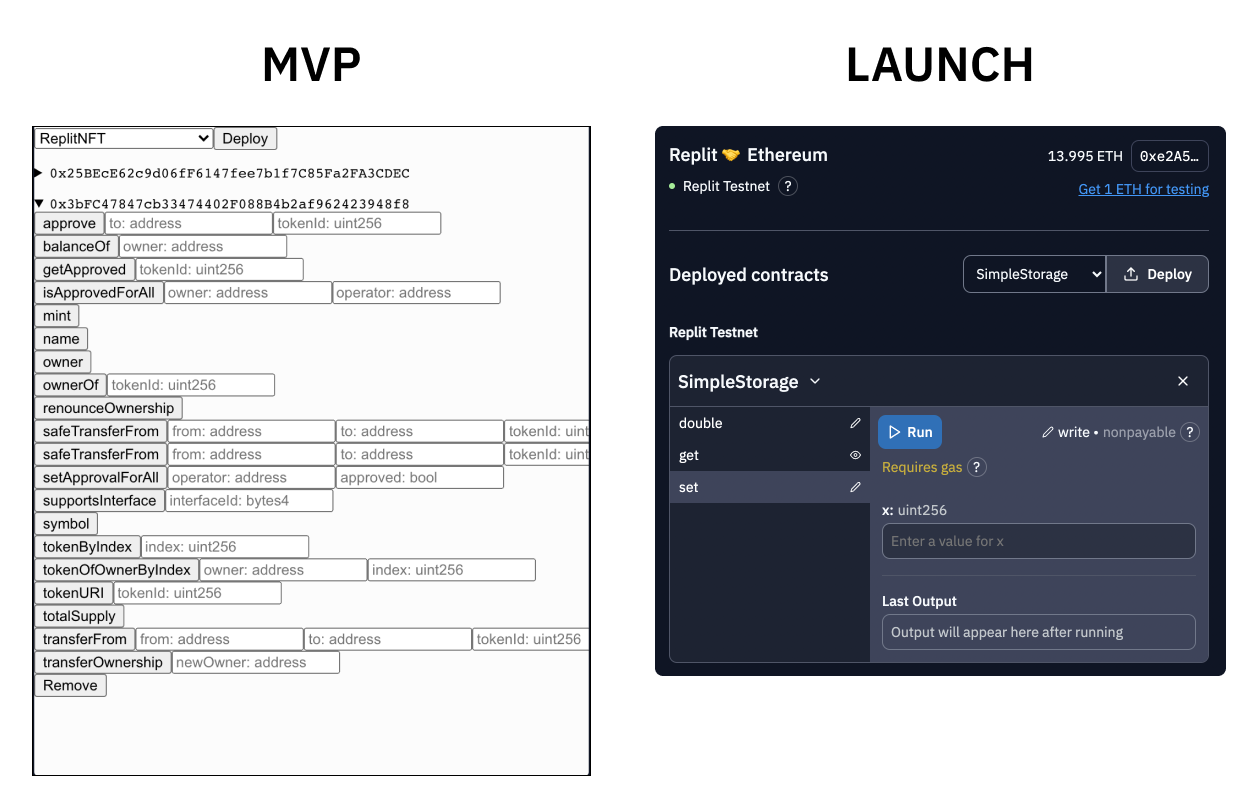 MVP
ReplitNFT Deploy
0x25BEcE62c9d06fF6147fee7b1f7C85Fa2FA3CDEC
0x3bFC47847cb33474402F088B4b2af962423948f8
approve to: address tokenId: uint256
balanceOf owner: address
getApproved tokenId: uint256
isApprovedForAll owner: address operator: address
mint
name
owner
ownerOf tokenId: uint256
renounceOwnership
safeTransferFrom from: address to: address tokenId: uint
safeTransferFrom from: address to: address tokenId: uint
setApprovalForAll operator: address approved: bool
supportsInterface interfaceId: bytes4
symbol
tokenByIndex index: uint256
tokenOfOwnerByIndex owner: address index: uint256
tokenURI tokenId: uint256
totalSupply
transferFrom from: address to: address tokenId: uint256
transferOwnership newOwner: address
Remove
LAUNCH
Replit 🤝 Ethereum 13.995 ETH 0xe2A5…
Replit Testnet ? Get 1 ETH for testing
Deployed contracts SimpleStorage Deploy
Replit Testnet
SimpleStorage
double
get
set
Run write • nonpayable ?
Requires gas ?
x: uint256
Enter a value for x
Last Output
Output will appear here after running